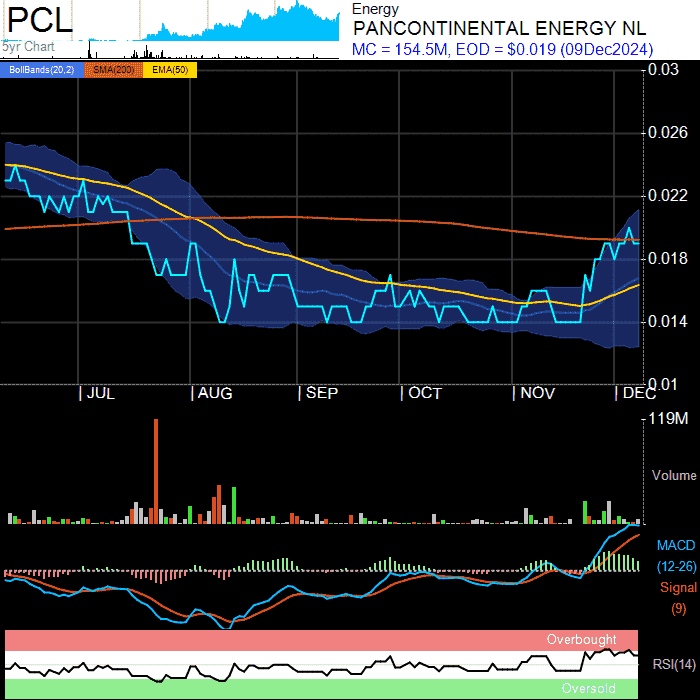 PCL
5yr Chart
Energy
PANCONTINENTAL ENERGY NL
MC = 154.5M, EOD = $0.019 (09Dec2024)
BollBands(20,2) SMA(200) EMA(50)
0.03
0.026
0.022
0.018
0.014
0.01
JUL AUG SEP OCT NOV DEC
119M
Volume
MACD
(12-26)
Signal
(9)
Overbought
RSI(14)
Oversold